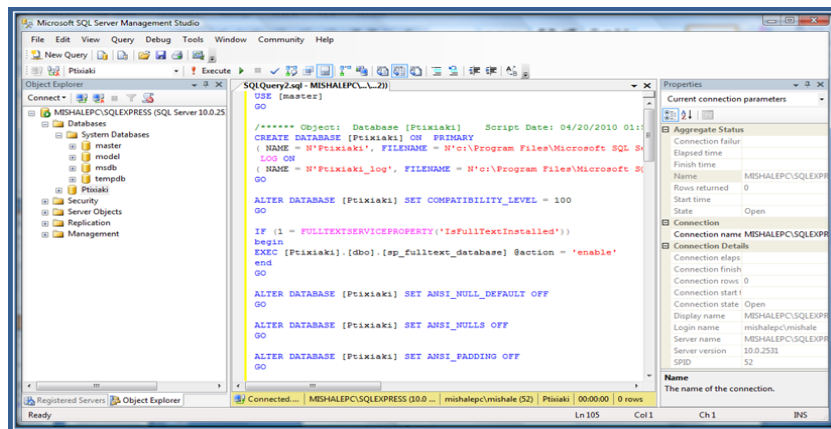 Microsoft SQL Server Management Studio
File Edit View Query Debug Tools Window Community Help
New Query
Ptixiaki Execute
Object Explorer
Connect
MISHALEPC\SQLEXPRESS (SQL Server 10.0.25
Databases
System Databases
master
model
msdb
tempdb
Ptixiaki
Security
Server Objects
Replication
Management
Registered Servers Object Explorer
SQLQuery2.sql - MISHALEPC\...\...2))
USE [master]
GO
/****** Object: Database [Ptixiaki] Script Date: 04/20/2010 01:
CREATE DATABASE [Ptixiaki] ON PRIMARY
( NAME = N'Ptixiaki', FILENAME = N'c:\Program Files\Microsoft SQL Se
LOG ON
( NAME = N'Ptixiaki_log', FILENAME = N'c:\Program Files\Microsoft SQ
GO
ALTER DATABASE [Ptixiaki] SET COMPATIBILITY_LEVEL = 100
GO
IF (1 = FULLTEXTSERVICEPROPERTY('IsFullTextInstalled'))
begin
EXEC [Ptixiaki].[dbo].[sp_fulltext_database] @action = 'enable'
end
GO
ALTER DATABASE [Ptixiaki] SET ANSI_NULL_DEFAULT OFF
GO
ALTER DATABASE [Ptixiaki] SET ANSI_NULLS OFF
GO
ALTER DATABASE [Ptixiaki] SET ANSI_PADDING OFF
GO
Connected.... MISHALEPC\SQLEXPRESS (10.0 ... mishalepc\mishale (52) Ptixiaki 00:00:00 0 rows
Properties
Current connection parameters
Aggregate Status
Connection failur
Elapsed time
Finish time
Name MISHALEPC\SQLEXPR
Rows returned 0
Start time
State Open
Connection
Connection name MISHALEPC\SQLEXPR
Connection Details
Connection elaps
Connection finish
Connection rows 0
Connection start t
Connection state Open
Display name MISHALEPC\SQLEXPR
Login name mishalepc\mishale
Server name MISHALEPC\SQLEXPR
Server version 10.0.2531
SPID 52
Name
The name of the connection.
Ready Ln 105 Col 1 Ch 1 INS